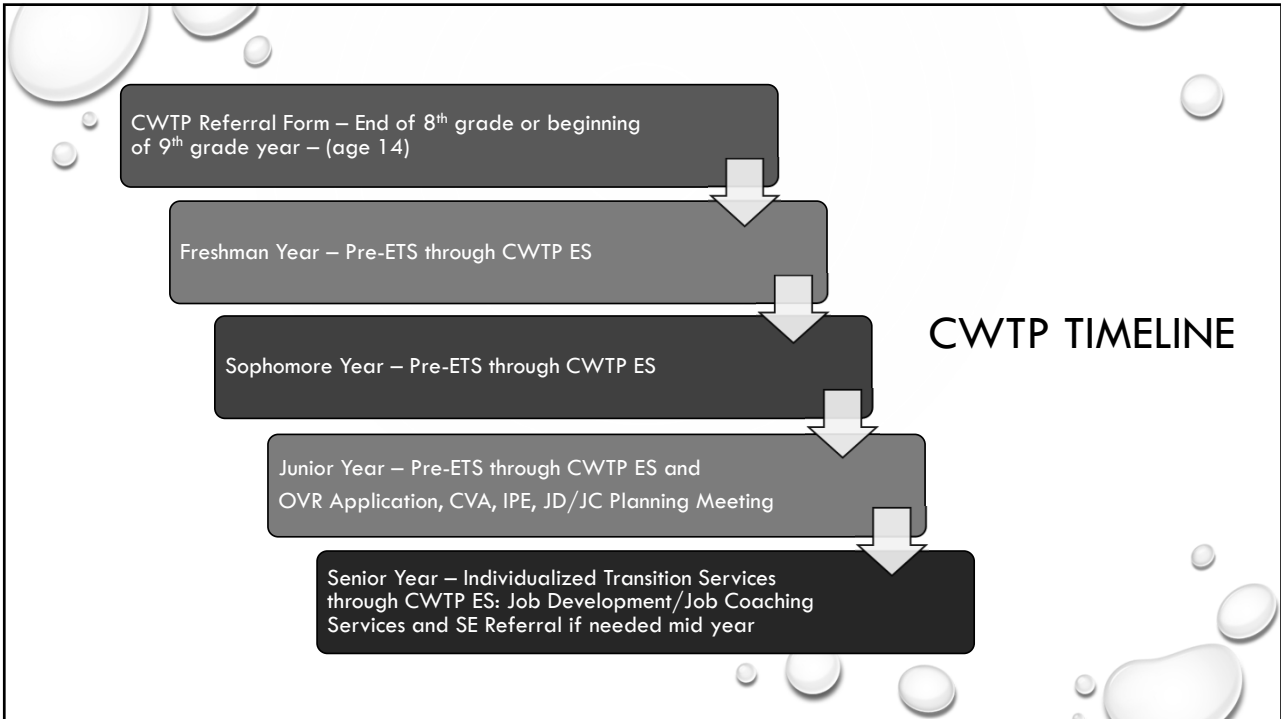 CWTP Referral Form – End of 8th grade or beginning
of 9th grade year – (age 14)
Freshman Year – Pre-ETS through CWTP ES
Sophomore Year – Pre-ETS through CWTP ES
Junior Year – Pre-ETS through CWTP ES and
OVR Application, CVA, IPE, JD/JC Planning Meeting
Senior Year – Individualized Transition Services
through CWTP ES: Job Development/Job Coaching
Services and SE Referral if needed mid year
CWTP TIMELINE